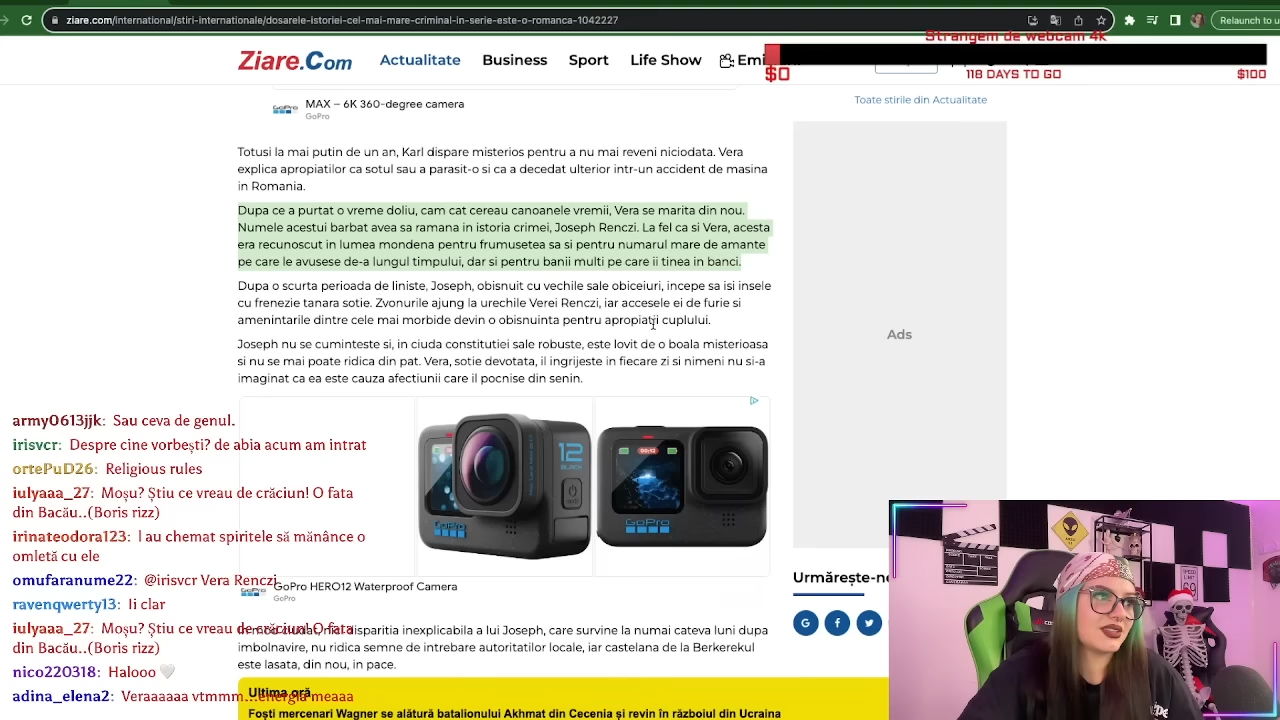 ziare.com/international/stiri-internationale/dosarele-istoriei-cel-mai-mare-criminal-in-serie-este-o-romanca-1042227
Relaunch to u
Strangem de webcam 4k
$0
118 DAYS TO GO
$100
Ziare.Com
Actualitate
Business
Sport
Life Show
Emi
Toate stirile din Actualitate
MAX – 6K 360-degree camera
GoPro
Totusi la mai putin de un an, Karl dispare misterios pentru a nu mai reveni niciodata. Vera
explica apropiatilor ca sotul sau a parasit-o si ca a decedat ulterior intr-un accident de masina
in Romania.
Dupa ce a purtat o vreme doliu, cam cat cereau canoanele vremii, Vera se marita din nou.
Numele acestui barbat avea sa ramana in istoria crimei, Joseph Renczi. La fel ca si Vera, acesta
era recunoscut in lumea mondena pentru frumusetea sa si pentru numarul mare de amante
pe care le avusese de-a lungul timpului, dar si pentru banii multi pe care ii tinea in banci.
Dupa o scurta perioada de liniste, Joseph, obisnuit cu vechile sale obiceiuri, incepe sa isi insele
cu frenezie tanara sotie. Zvonurile ajung la urechile Verei Renczi, iar accesele ei de furie si
amenintarile dintre cele mai morbide devin o obisnuinta pentru apropiații cuplului.
Joseph nu se cuminteste si, in ciuda constitutiei sale robuste, este lovit de o boala misterioasa
si nu se mai poate ridica din pat. Vera, sotie devotata, il ingrijeste in fiecare zi si nimeni nu si-a
imaginat ca ea este cauza afectiunii care il pocnise din senin.
Ads
12
BLACK
GoPro
GoPro
GoPro HERO12 Waterproof Camera
GoPro
disparitia inexplicabila a lui Joseph, care survine la numai cateva luni dupa
imbolnavire, nu ridica semne de intrebare autoritatilor locale, iar castelana de la Berkerekul
este lasata, din nou, in pace.
Ultima oră
Foști mercenari Wagner se alătură batalionului Akhmat din Cecenia și revin în războiul din Ucraina
Urmărește-ne
army0613jjk: Sau ceva de genul.
irisvcr: Despre cine vorbești? de abia acum am intrat
ortePuD26: Religious rules
iulyaaa_27: Moșu? Știu ce vreau de crăciun! O fata
din Bacău..(Boris rizz)
irinateodora123: I au chemat spiritele să mănânce o
omletă cu ele
omufaranume22: @irisvcr Vera Renczi
ravenqwerty13: Ii clar
iulyaaa_27: Moșu? Știu ce vreau de crăciun! O fata
din Bacău..(Boris rizz)
nico220318: Halooo 🤍
adina_elena2: Veraaaaaa vtmmm...energia meaaa